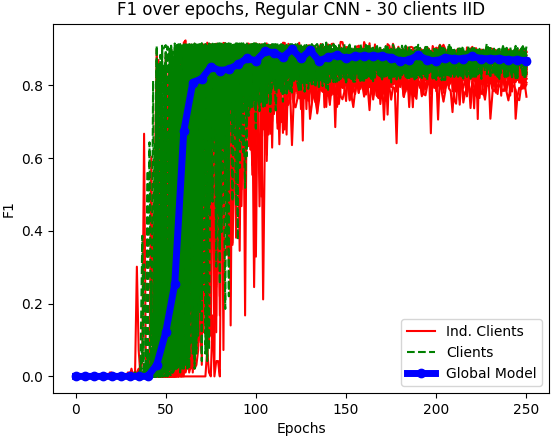 F1 over epochs, Regular CNN - 30 clients IID
F1
0.8
0.6
0.4
0.2
0.0
0 50 100 150 200 250
Epochs
Ind. Clients
Clients
Global Model